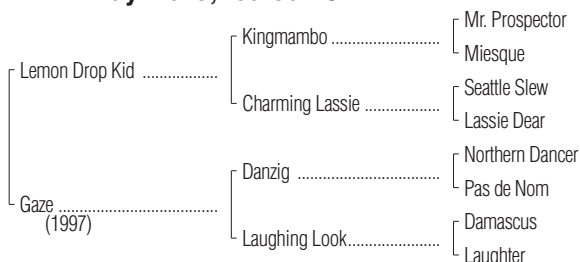 Mr. Prospector
Kingmambo
Miesque
Lemon Drop Kid
Seattle Slew
Charming Lassie
Lassie Dear
Northern Dancer
Danzig
Pas de Nom
Gaze
(1997)
Damascus
Laughing Look
Laughter